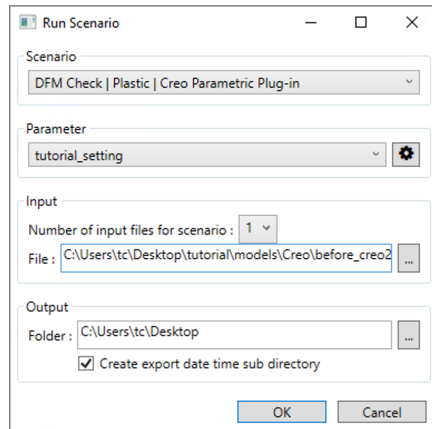 Run Scenario
Scenario
DFM Check | Plastic | Creo Parametric Plug-in
Parameter
tutorial_setting
Input
Number of input files for scenario : 1
File : C:\Users\tc\Desktop\tutorial\models\Creo\before_creo2 ...
Output
Folder : C:\Users\tc\Desktop ...
Create export date time sub directory
OK Cancel